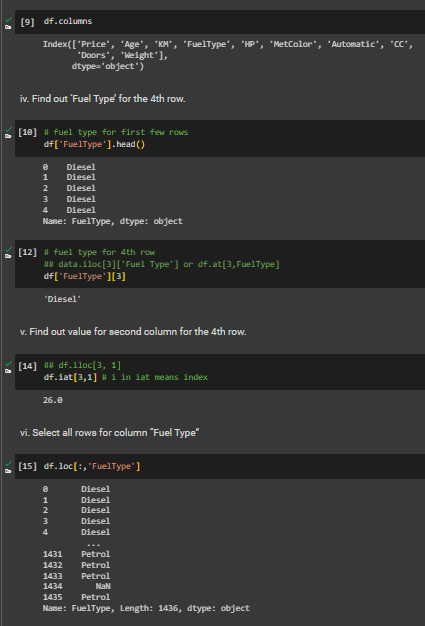 [9] df.columns
Index(['Price', 'Age', 'KM', 'FuelType', 'HP', 'MetColor', 'Automatic', 'CC',
'Doors', 'Weight'],
dtype='object')
iv. Find out 'Fuel Type' for the 4th row.
[10] # fuel type for first few rows
df['FuelType'].head()
0 Diesel
1 Diesel
2 Diesel
3 Diesel
4 Diesel
Name: FuelType, dtype: object
[12] # fuel type for 4th row
## data.iloc[3]['Fuel Type'] or df.at[3,FuelType]
df['FuelType'][3]
'Diesel'
v. Find out value for second column for the 4th row.
[14] ## df.iloc[3, 1]
df.iat[3,1] # i in iat means index
26.0
vi. Select all rows for column "Fuel Type"
[15] df.loc[:,'FuelType']
0 Diesel
1 Diesel
2 Diesel
3 Diesel
4 Diesel
...
1431 Petrol
1432 Petrol
1433 Petrol
1434 NaN
1435 Petrol
Name: FuelType, Length: 1436, dtype: object